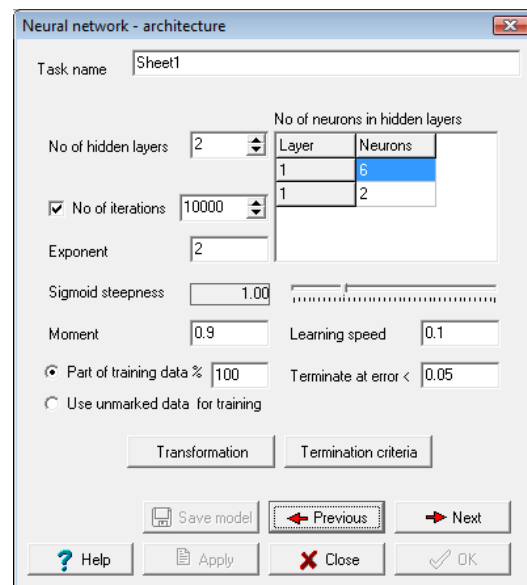 Neural network - architecture
Task name Sheet1
No of neurons in hidden layers
No of hidden layers 2
Layer Neurons
1 6
1 2
No of iterations 10000
Exponent 2
Sigmoid steepness 1.00
Moment 0.9
Learning speed 0.1
Part of training data % 100
Terminate at error < 0.05
Use unmarked data for training
Transformation Termination criteria
Save model Previous Next
Help Apply Close OK